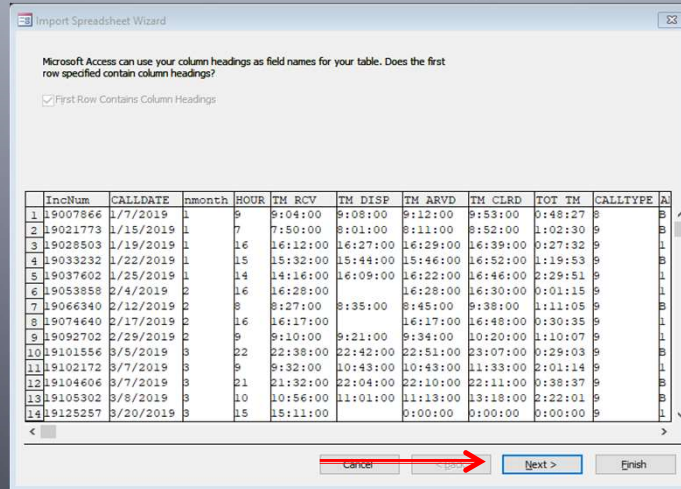 Import Spreadsheet Wizard
Microsoft Access can use your column headings as field names for your table. Does the first
row specified contain column headings?
First Row Contains Column Headings
IncNum CALLDATE nmonth HOUR TM RCV TM DISP TM ARVD TM CLRD TOT TM CALLTYPE
1 19007866 1/7/2019 1 9 9:04:00 9:08:00 9:12:00 9:53:00 0:48:27 8 B
2 19021773 1/15/2019 1 7 7:50:00 8:01:00 8:11:00 8:52:00 1:02:30 9 B
3 19028503 1/19/2019 1 16 16:12:00 16:27:00 16:29:00 16:39:00 0:27:32 9 1
4 19033232 1/22/2019 1 15 15:32:00 15:44:00 15:46:00 16:52:00 1:19:53 9 B
5 19037602 1/25/2019 1 14 14:16:00 16:09:00 16:22:00 16:46:00 2:29:51 9 1
6 19053858 2/4/2019 2 16 16:28:00 16:28:00 16:30:00 0:01:15 9 1
7 19066340 2/12/2019 2 8 8:27:00 8:35:00 8:45:00 9:38:00 1:11:05 9 B
8 19074640 2/17/2019 2 16 16:17:00 16:17:00 16:48:00 0:30:35 9 1
9 19092702 2/29/2019 2 9 9:10:00 9:21:00 9:34:00 10:20:00 1:10:07 9 1
10 19101556 3/5/2019 3 22 22:38:00 22:42:00 22:51:00 23:07:00 0:29:03 9 B
11 19102172 3/7/2019 3 9 9:32:00 10:43:00 10:43:00 11:33:00 2:01:14 9 1
12 19104606 3/7/2019 3 21 21:32:00 22:04:00 22:10:00 22:11:00 0:38:37 9 B
13 19105302 3/8/2019 3 10 10:56:00 11:01:00 11:13:00 13:18:00 2:22:01 9 B
14 19125257 3/20/2019 3 15 15:11:00 0:00:00 0:00:00 0:00:00 9 1
Cancel < Back Next > Finish